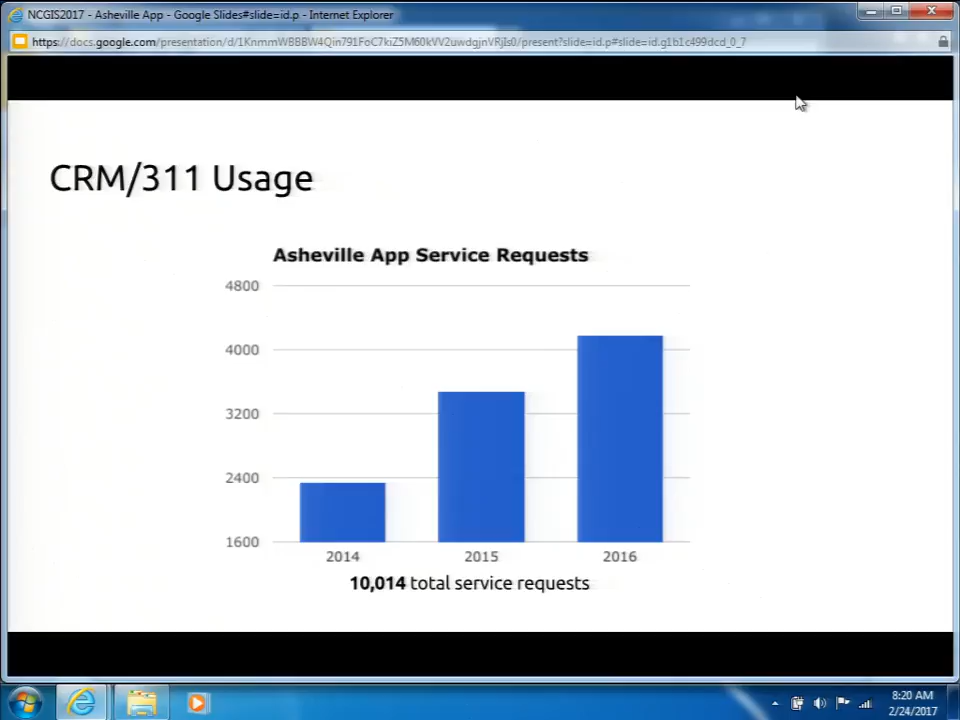 NCGIS2017 - Asheville App - Google Slides#slide=id.p - Internet Explorer
CRM/311 Usage
Asheville App Service Requests
4800
4000
3200
2400
1600
2014 2015 2016
10,014 total service requests
8:20 AM
2/24/2017